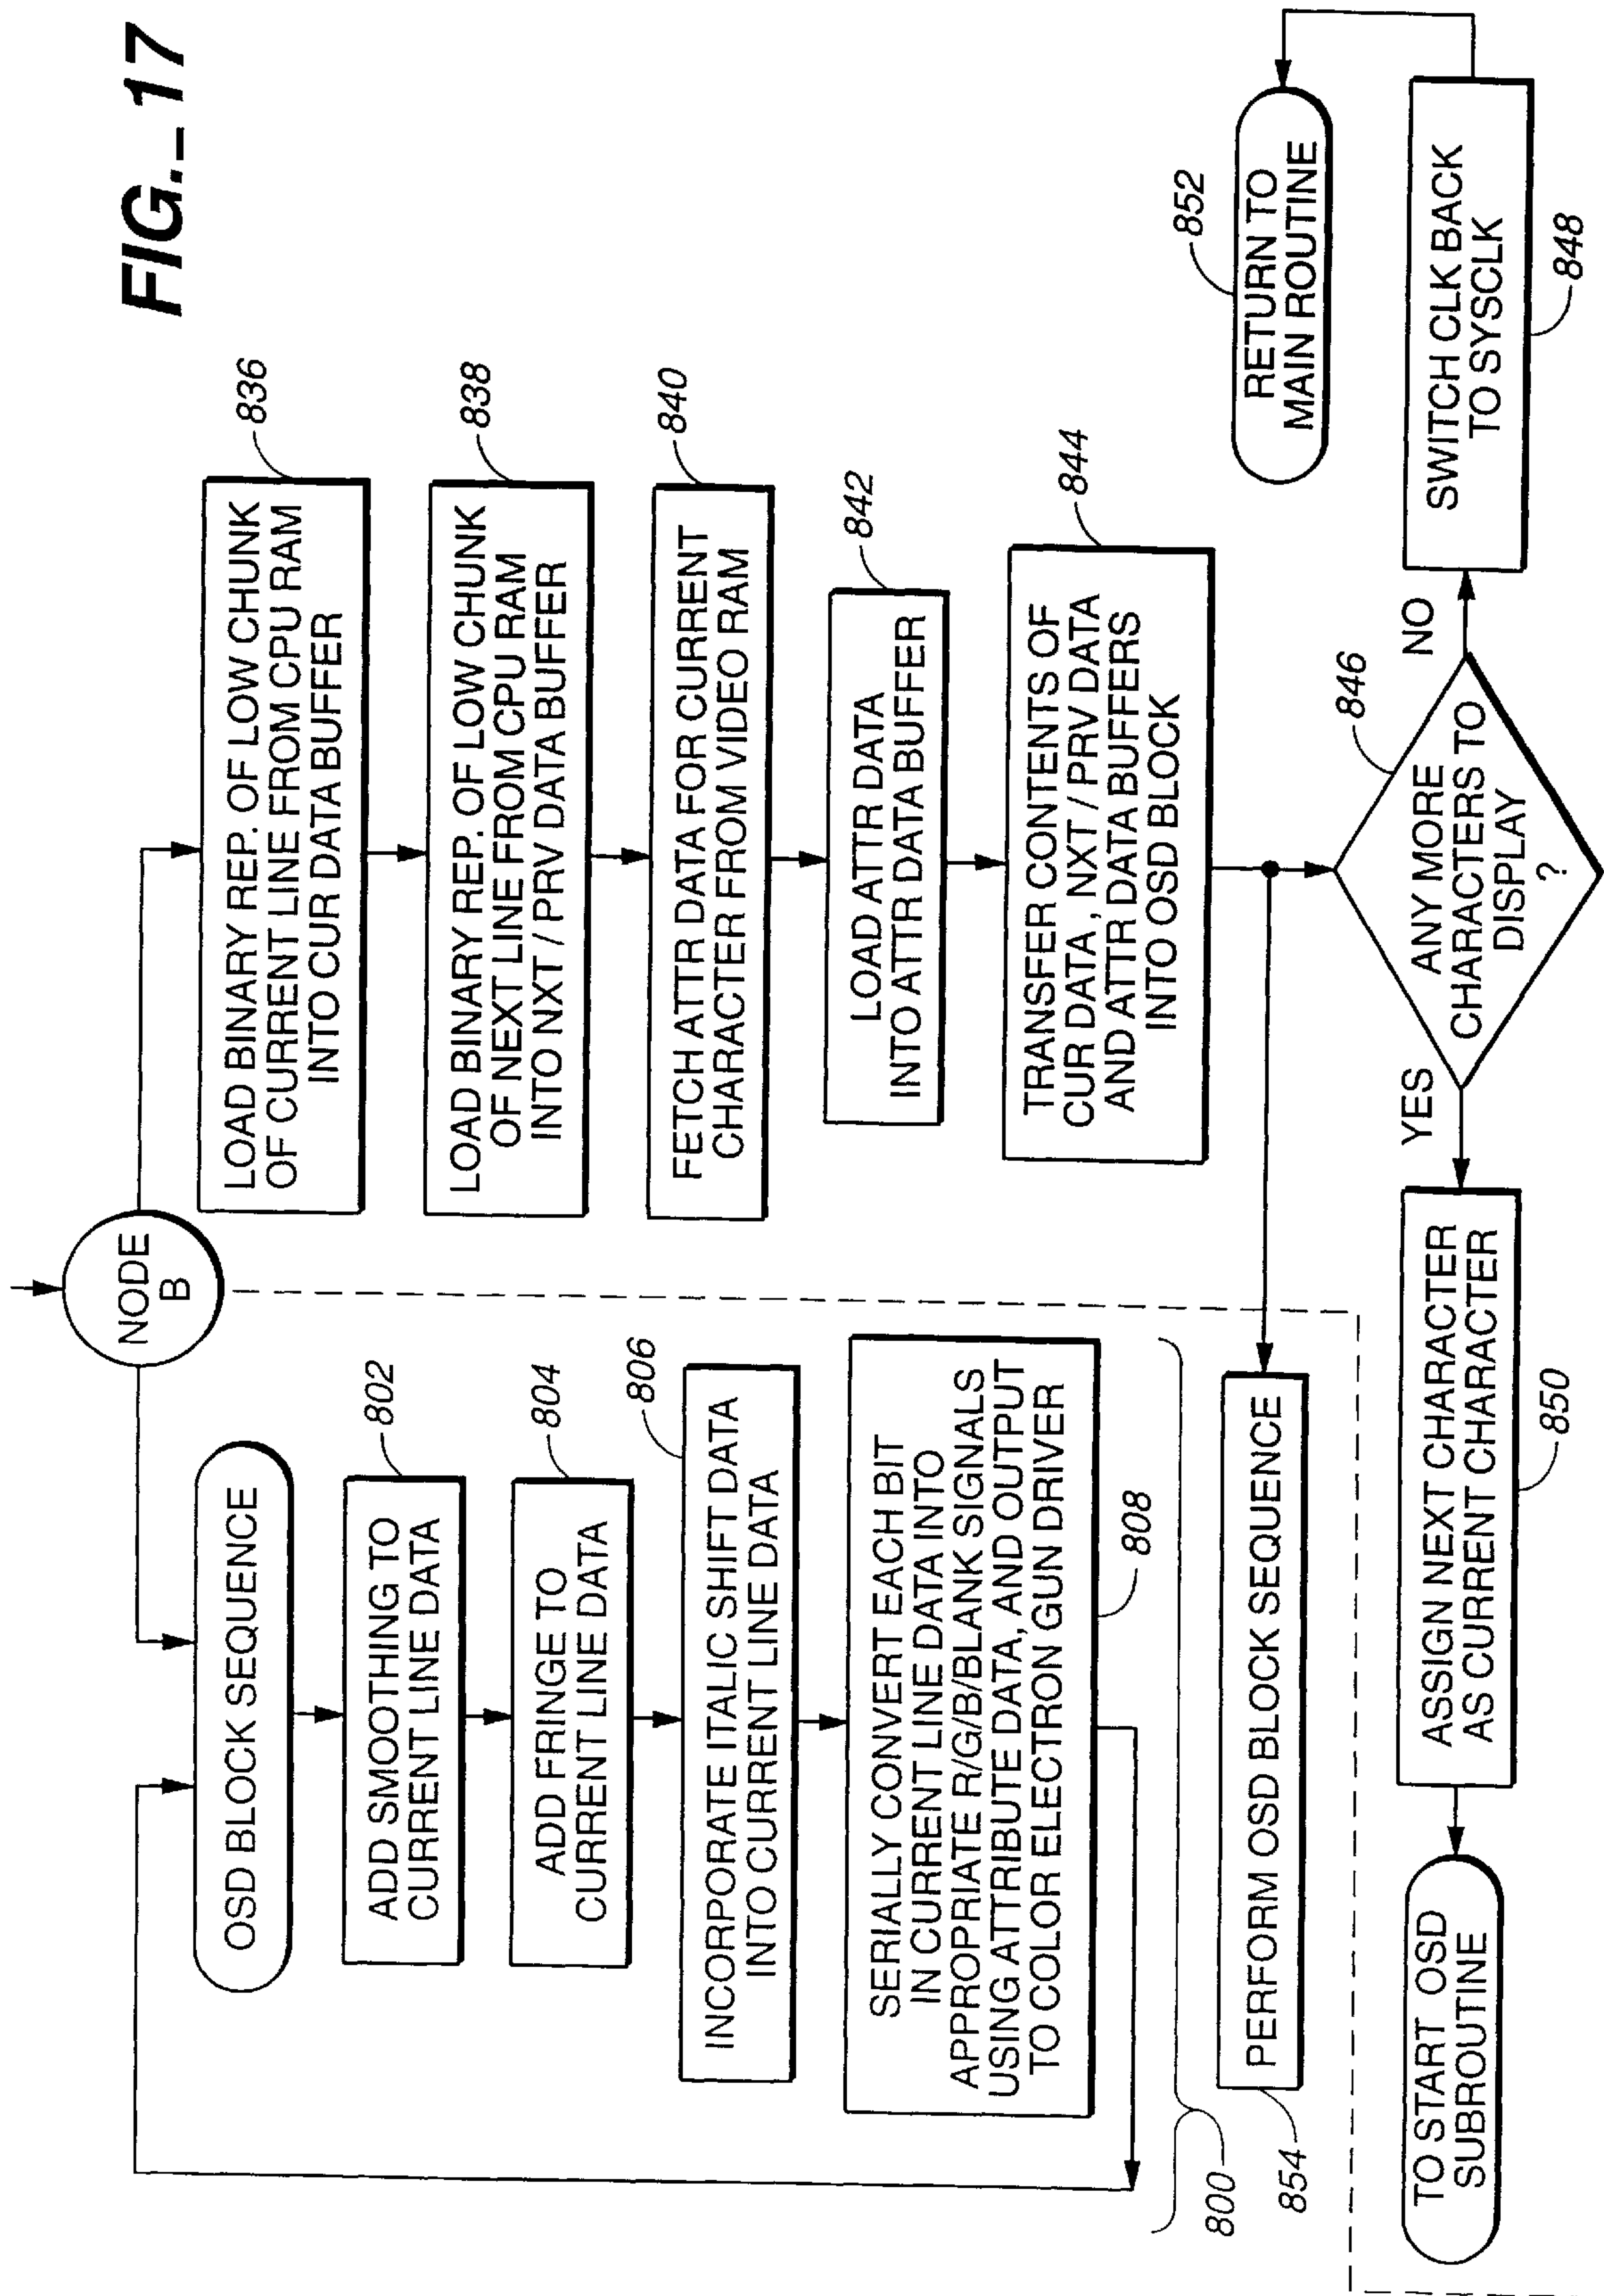 FIG._17
NODE
B
OSD BLOCK SEQUENCE
ADD SMOOTHING TO
CURRENT LINE DATA
802
ADD FRINGE TO
CURRENT LINE DATA
804
INCORPORATE ITALIC SHIFT DATA
INTO CURRENT LINE DATA
806
SERIALLY CONVERT EACH BIT
IN CURRENT LINE DATA INTO
APPROPRIATE R/G/B/BLANK SIGNALS
USING ATTRIBUTE DATA, AND OUTPUT
TO COLOR ELECTRON GUN DRIVER
808
800
PERFORM OSD BLOCK SEQUENCE
854
LOAD BINARY REP. OF LOW CHUNK
OF CURRENT LINE FROM CPU RAM
INTO CUR DATA BUFFER
836
LOAD BINARY REP. OF LOW CHUNK
OF NEXT LINE FROM CPU RAM
INTO NXT / PRV DATA BUFFER
838
FETCH ATTR DATA FOR CURRENT
CHARACTER FROM VIDEO RAM
840
LOAD ATTR DATA
INTO ATTR DATA BUFFER
842
TRANSFER CONTENTS OF
CUR DATA, NXT / PRV DATA
AND ATTR DATA BUFFERS
INTO OSD BLOCK
844
ANY MORE
CHARACTERS TO
DISPLAY
?
846
YES
NO
ASSIGN NEXT CHARACTER
AS CURRENT CHARACTER
850
TO START OSD
SUBROUTINE
SWITCH CLK BACK
TO SYSCLK
848
RETURN TO
MAIN ROUTINE
852